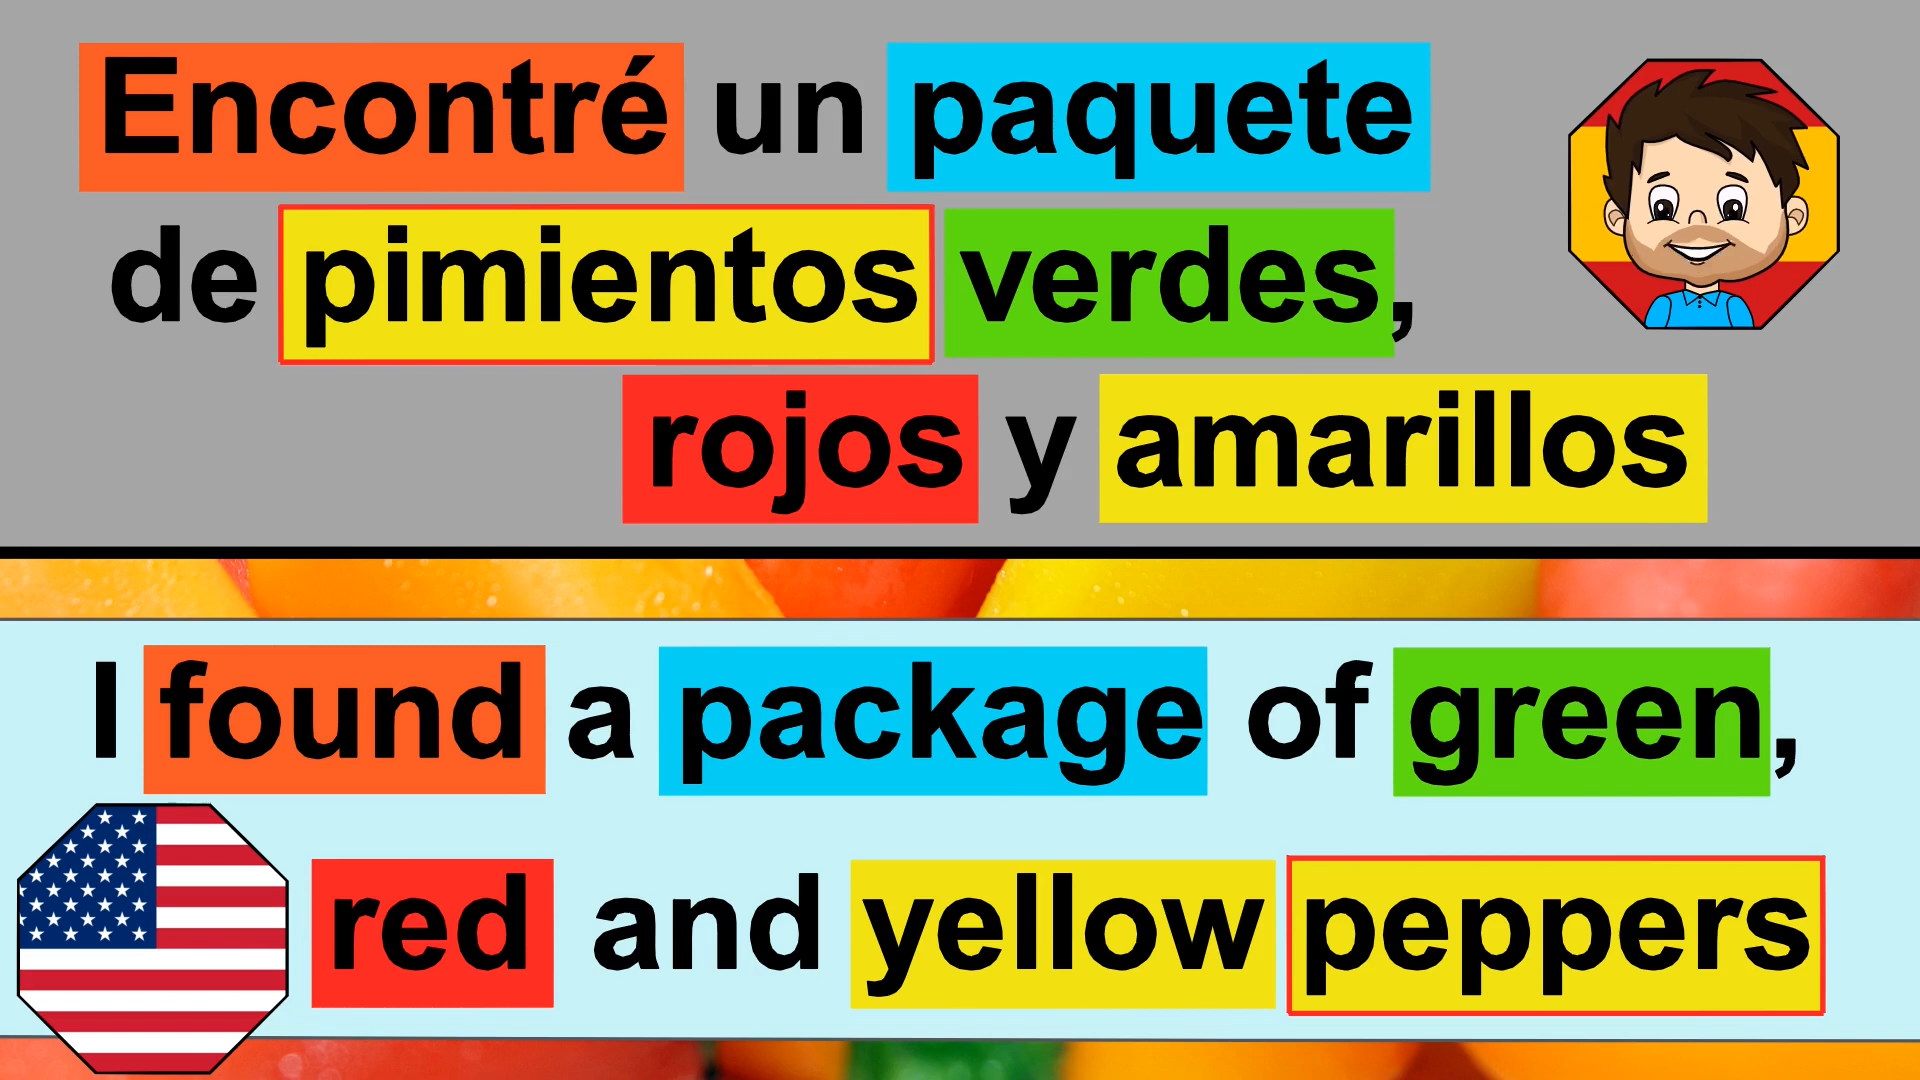 Encontré un paquete
de pimientos verdes,
rojos y amarillos
I found a package of green,
red and yellow peppers